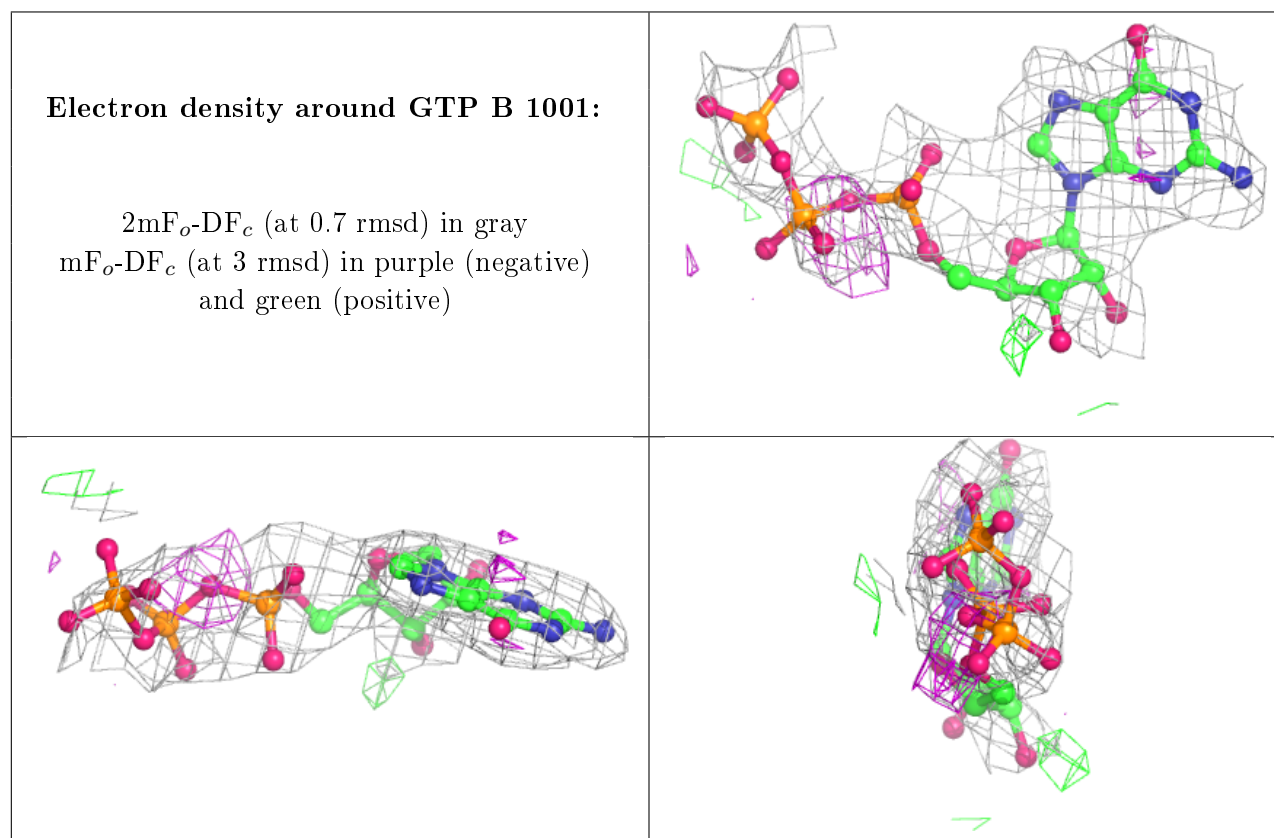 Electron density around GTP B 1001:
2mFo-DFc (at 0.7 rmsd) in gray
mFo-DFc (at 3 rmsd) in purple (negative)
and green (positive)